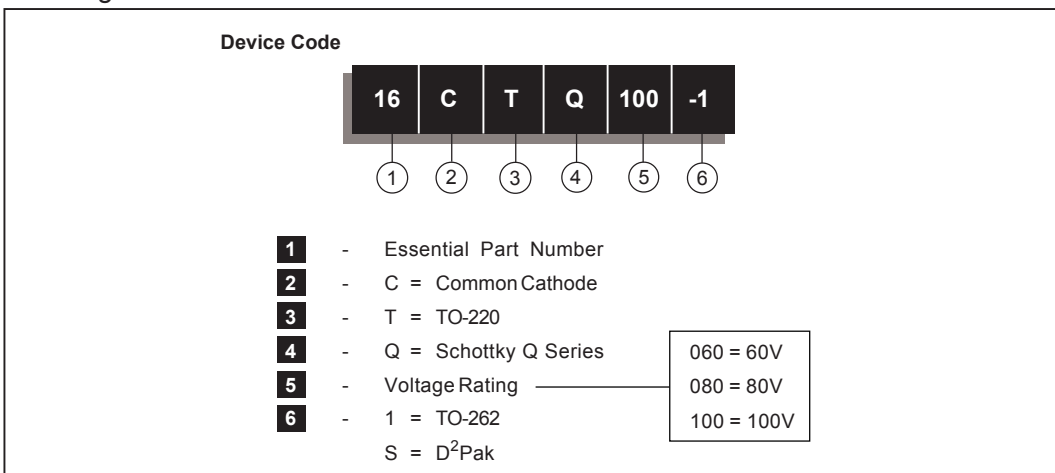 Device Code
16 C T Q 100 -1
1 2 3 4 5 6
1 - Essential Part Number
2 - C = Common Cathode
3 - T = TO-220
4 - Q = Schottky Q Series
5 - Voltage Rating
6 - 1 = TO-262
S = D²Pak
060 = 60V
080 = 80V
100 = 100V